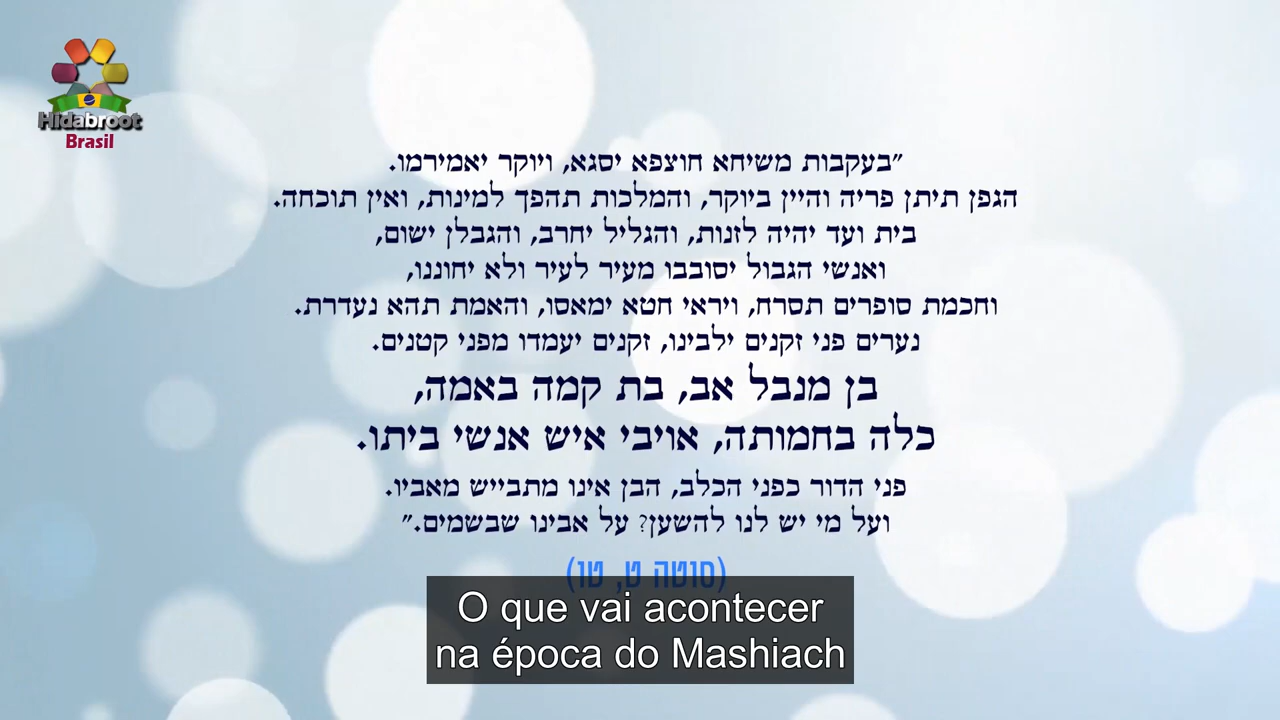 Hidabroot
Brasil
״בעקבות משיחא חוצפא יסגא, ויוקר יאמירמו.
הגפן תיתן פריה והיין ביוקר, והמלכות תהפך למינות, ואין תוכחה.
בית ועד יהיה לזנות, והגליל יחרב, והגבלן ישום,
ואנשי הגבול יסובבו מעיר לעיר ולא יחוננו,
וחכמת סופרים תסרח, ויראי חטא ימאסו, והאמת תהא נעדרת.
נערים פני זקנים ילבינו, זקנים יעמדו מפני קטנים.
בן מנבל אב, בת קמה באמה,
כלה בחמותה, אויבי איש אנשי ביתו.
פני הדור כפני הכלב, הבן אינו מתבייש מאביו.
ועל מי יש לנו להשען? על אבינו שבשמים.״
(סוטה ט, טו)
O que vai acontecer
na época do Mashiach